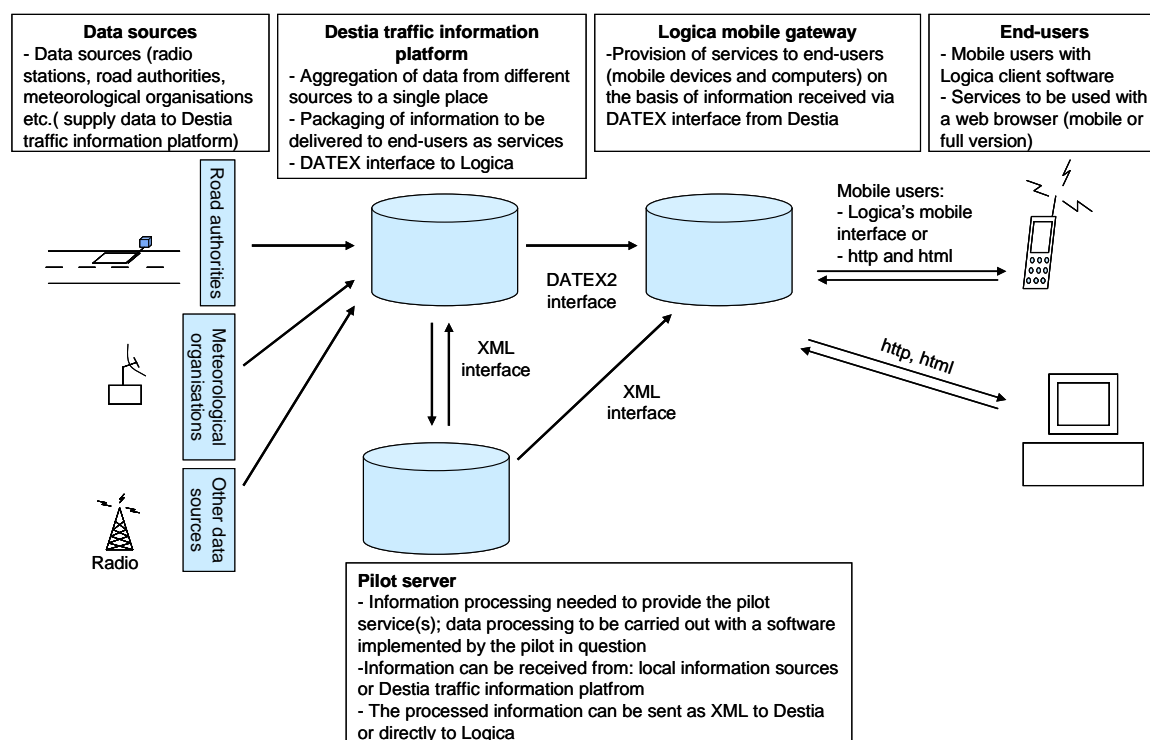 Data sources
- Data sources (radio
stations, road authorities,
meteorological organisations
etc.( supply data to Destia
traffic information platform)
Destia traffic information
platform
- Aggregation of data from different
sources to a single place
- Packaging of information to be
delivered to end-users as services
- DATEX interface to Logica
Logica mobile gateway
-Provision of services to end-users
(mobile devices and computers) on
the basis of information received via
DATEX interface from Destia
End-users
- Mobile users with
Logica client software
- Services to be used with
a web browser (mobile or
full version)
Road authorities
Meteorological
organisations
Other data
sources
Radio
DATEX2
interface
XML
interface
XML
interface
Mobile users:
- Logica's mobile
interface or
- http and html
http, html
Pilot server
- Information processing needed to provide the pilot
service(s); data processing to be carried out with a software
implemented by the pilot in question
-Information can be received from: local information sources
or Destia traffic information platfrom
- The processed information can be sent as XML to Destia
or directly to Logica